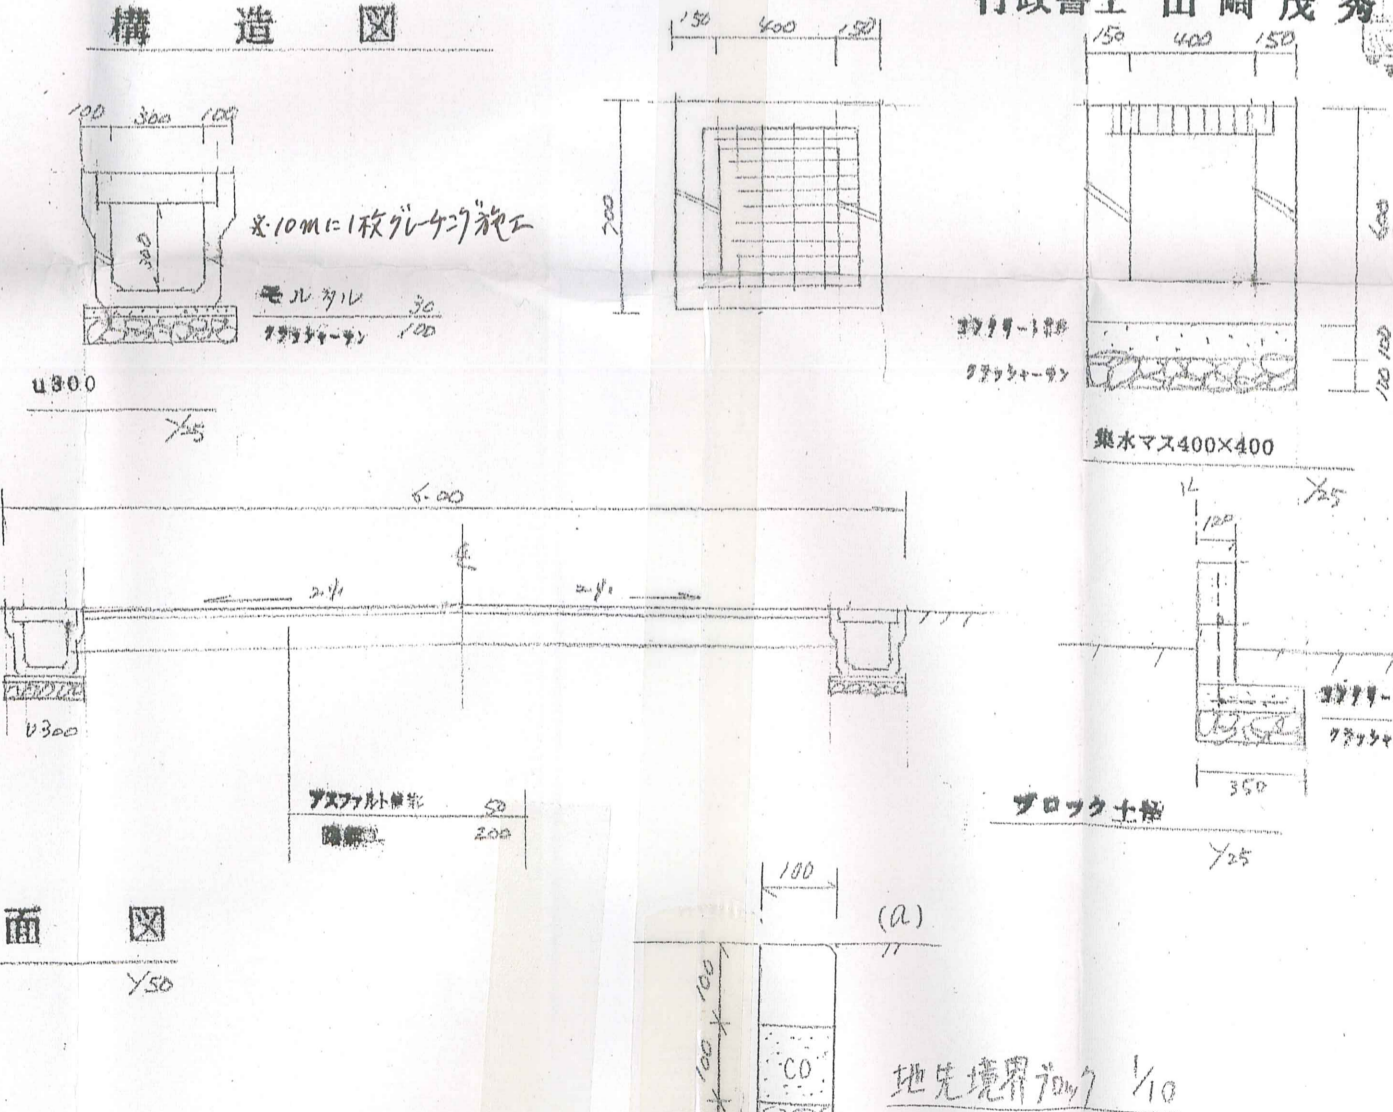 構 造 図
行政書士 山 﨑 茂 秀
150 400 150
150 400 150
100 300 100
700
600
300
※10mに1枚グレーチング施工
モルタル 30
クラッシャーラン 100
コンクリート
クラッシャーラン
100 100
U300
1/25
集水マス400×400
1/25
6.00
120
2%
2%
U300
コンクリー
クラッシャ
350
アスファルト 50
200
ブロック土留
1/25
面 図
1/50
100
(a)
100
100
CO
地先境界ブロック 1/10